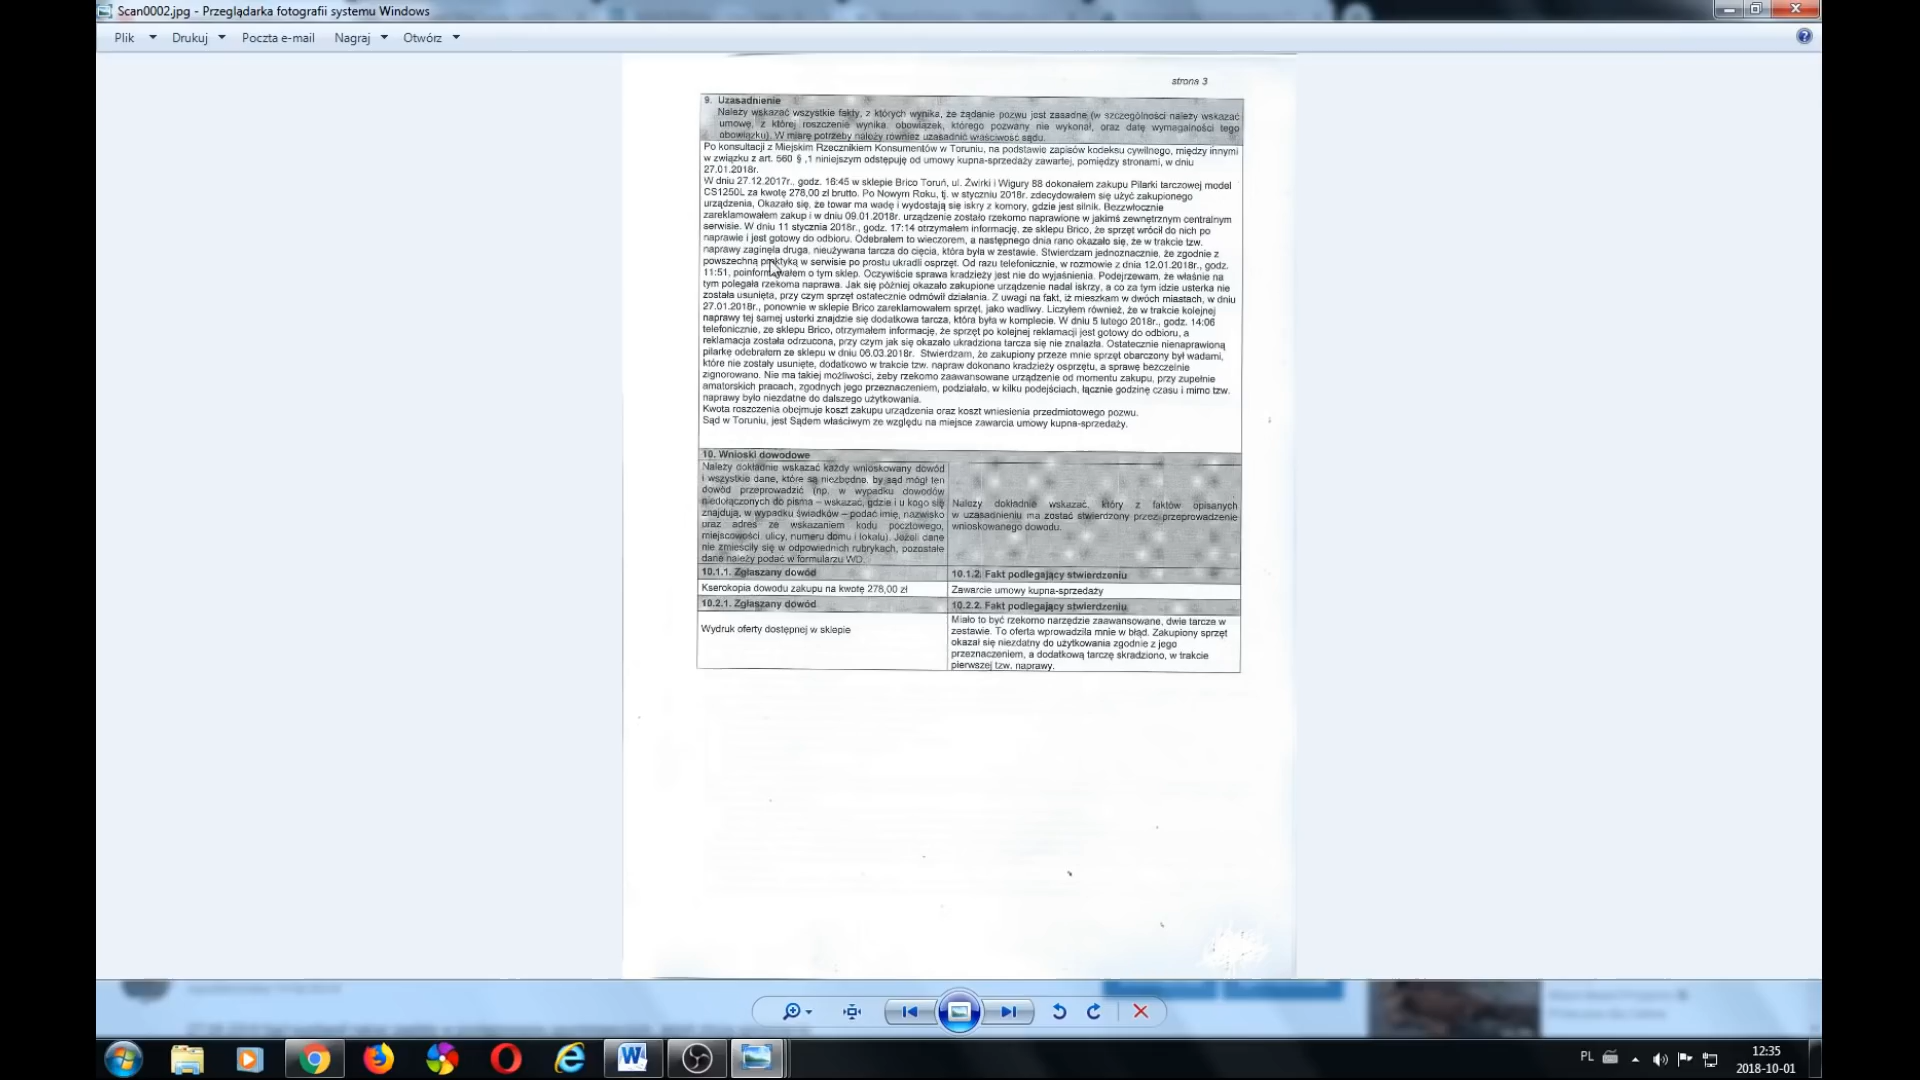 Scan0002.jpg - Przeglądarka fotografii systemu Windows
Plik Drukuj Poczta e-mail Nagraj Otwórz
strona 3
9. Uzasadnienie
Należy wskazać wszystkie fakty, z których wynika, że żądanie pozwu jest zasadne (w szczególności należy wskazać
umowę, z której roszczenie wynika, obowiązek, którego pozwany nie wykonał, oraz datę wymagalności tego
obowiązku). W miarę potrzeby należy również uzasadnić właściwość sądu.
Po konsultacji z Miejskim Rzecznikiem Konsumentów w Toruniu, na podstawie zapisów kodeksu cywilnego, między innymi
w związku z art. 560 § ,1 niniejszym odstępuję od umowy kupna-sprzedaży zawartej, pomiędzy stronami, w dniu
27.01.2018r.
W dniu 27.12.2017r., godz. 16:45 w sklepie Brico Toruń, ul. Żwirki i Wigury 88 dokonałem zakupu Pilarki tarczowej model
CS1250L za kwotę 278,00 zł brutto. Po Nowym Roku, tj. w styczniu 2018r. zdecydowałem się użyć zakupionego
urządzenia, Okazało się, że towar ma wadę i wydostają się iskry z komory, gdzie jest silnik. Bezzwłocznie
zareklamowałem zakup i w dniu 09.01.2018r. urządzenie zostało rzekomo naprawione w jakimś zewnętrznym centralnym
serwisie. W dniu 11 stycznia 2018r., godz. 17:14 otrzymałem informację, ze sklepu Brico, że sprzęt wrócił do nich po
naprawie i jest gotowy do odbioru. Odebrałem to wieczorem, a następnego dnia rano okazało się, że w trakcie tzw.
naprawy zaginęła druga, nieużywana tarcza do cięcia, która była w zestawie. Stwierdzam jednoznacznie, że zgodnie z
powszechną praktyką w serwisie po prostu ukradli osprzęt. Od razu telefonicznie, w rozmowie z dnia 12.01.2018r., godz.
11:51, poinformowałem o tym sklep. Oczywiście sprawa kradzieży jest nie do wyjaśnienia. Podejrzewam, że właśnie na
tym polegała rzekoma naprawa. Jak się później okazało zakupione urządzenie nadal iskrzy, a co za tym idzie usterka nie
została usunięta, przy czym sprzęt ostatecznie odmówił działania. Z uwagi na fakt, iż mieszkam w dwóch miastach, w dniu
27.01.2018r., ponownie w sklepie Brico zareklamowałem sprzęt, jako wadliwy. Liczyłem również, że w trakcie kolejnej
naprawy tej samej usterki znajdzie się dodatkowa tarcza, która była w komplecie. W dniu 5 lutego 2018r., godz. 14:06
telefonicznie, ze sklepu Brico, otrzymałem informację, że sprzęt po kolejnej reklamacji jest gotowy do odbioru, a
reklamacja została odrzucona, przy czym jak się okazało ukradziona tarcza się nie znalazła. Ostatecznie nienaprawioną
pilarkę odebrałem ze sklepu w dniu 06.03.2018r. Stwierdzam, że zakupiony przeze mnie sprzęt obarczony był wadami,
które nie zostały usunięte, dodatkowo w trakcie tzw. napraw dokonano kradzieży osprzętu, a sprawę bezczelnie
zignorowano. Nie ma takiej możliwości, żeby rzekomo zaawansowane urządzenie od momentu zakupu, przy zupełnie
amatorskich pracach, zgodnych jego przeznaczeniem, podziałało, w kilku podejściach, łącznie godzinę czasu i mimo tzw.
naprawy było niezdatne do dalszego użytkowania.
Kwota roszczenia obejmuje koszt zakupu urządzenia oraz koszt wniesienia przedmiotowego pozwu.
Sąd w Toruniu, jest Sądem właściwym ze względu na miejsce zawarcia umowy kupna-sprzedaży.
10. Wnioski dowodowe
Należy dokładnie wskazać każdy wnioskowany dowód
i wszystkie dane, które są niezbędne, by sąd mógł ten
dowód przeprowadzić (np. w wypadku dowodów
niedołączonych do pisma – wskazać, gdzie i u kogo się
znajdują, w wypadku świadków – podać imię, nazwisko
oraz adres ze wskazaniem kodu pocztowego,
miejscowości, ulicy, numeru domu i lokalu). Jeżeli dane
nie zmieściły się w odpowiednich rubrykach, pozostałe
dane należy podać w formularzu WD.
Należy dokładnie wskazać, który z faktów opisanych
w uzasadnieniu ma zostać stwierdzony przez przeprowadzenie
wnioskowanego dowodu.
10.1.1. Zgłaszany dowód
10.1.2. Fakt podlegający stwierdzeniu
Kserokopia dowodu zakupu na kwotę 278,00 zł
Zawarcie umowy kupna-sprzedaży
10.2.1. Zgłaszany dowód
10.2.2. Fakt podlegający stwierdzeniu
Wydruk oferty dostępnej w sklepie
Miało to być rzekomo narzędzie zaawansowane, dwie tarcze w
zestawie. To oferta wprowadziła mnie w błąd. Zakupiony sprzęt
okazał się niezdatny do użytkowania zgodnie z jego
przeznaczeniem, a dodatkową tarczę skradziono, w trakcie
pierwszej tzw. naprawy.
PL
12:35
2018-10-01